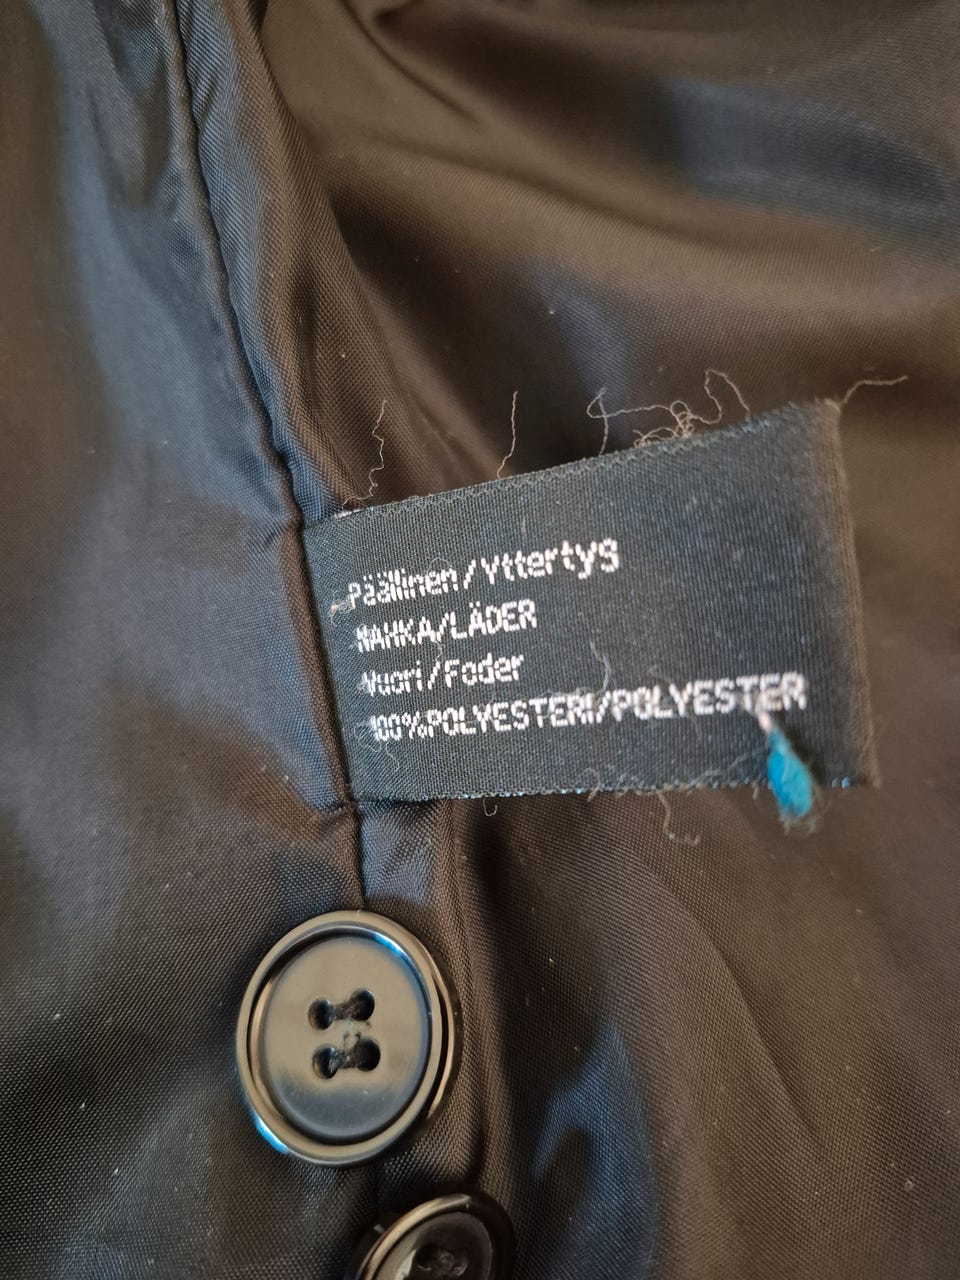 Päällinen/Yttertyg
NAHKA/LÄDER
Vuori/Foder
100%POLYESTERI/POLYESTER